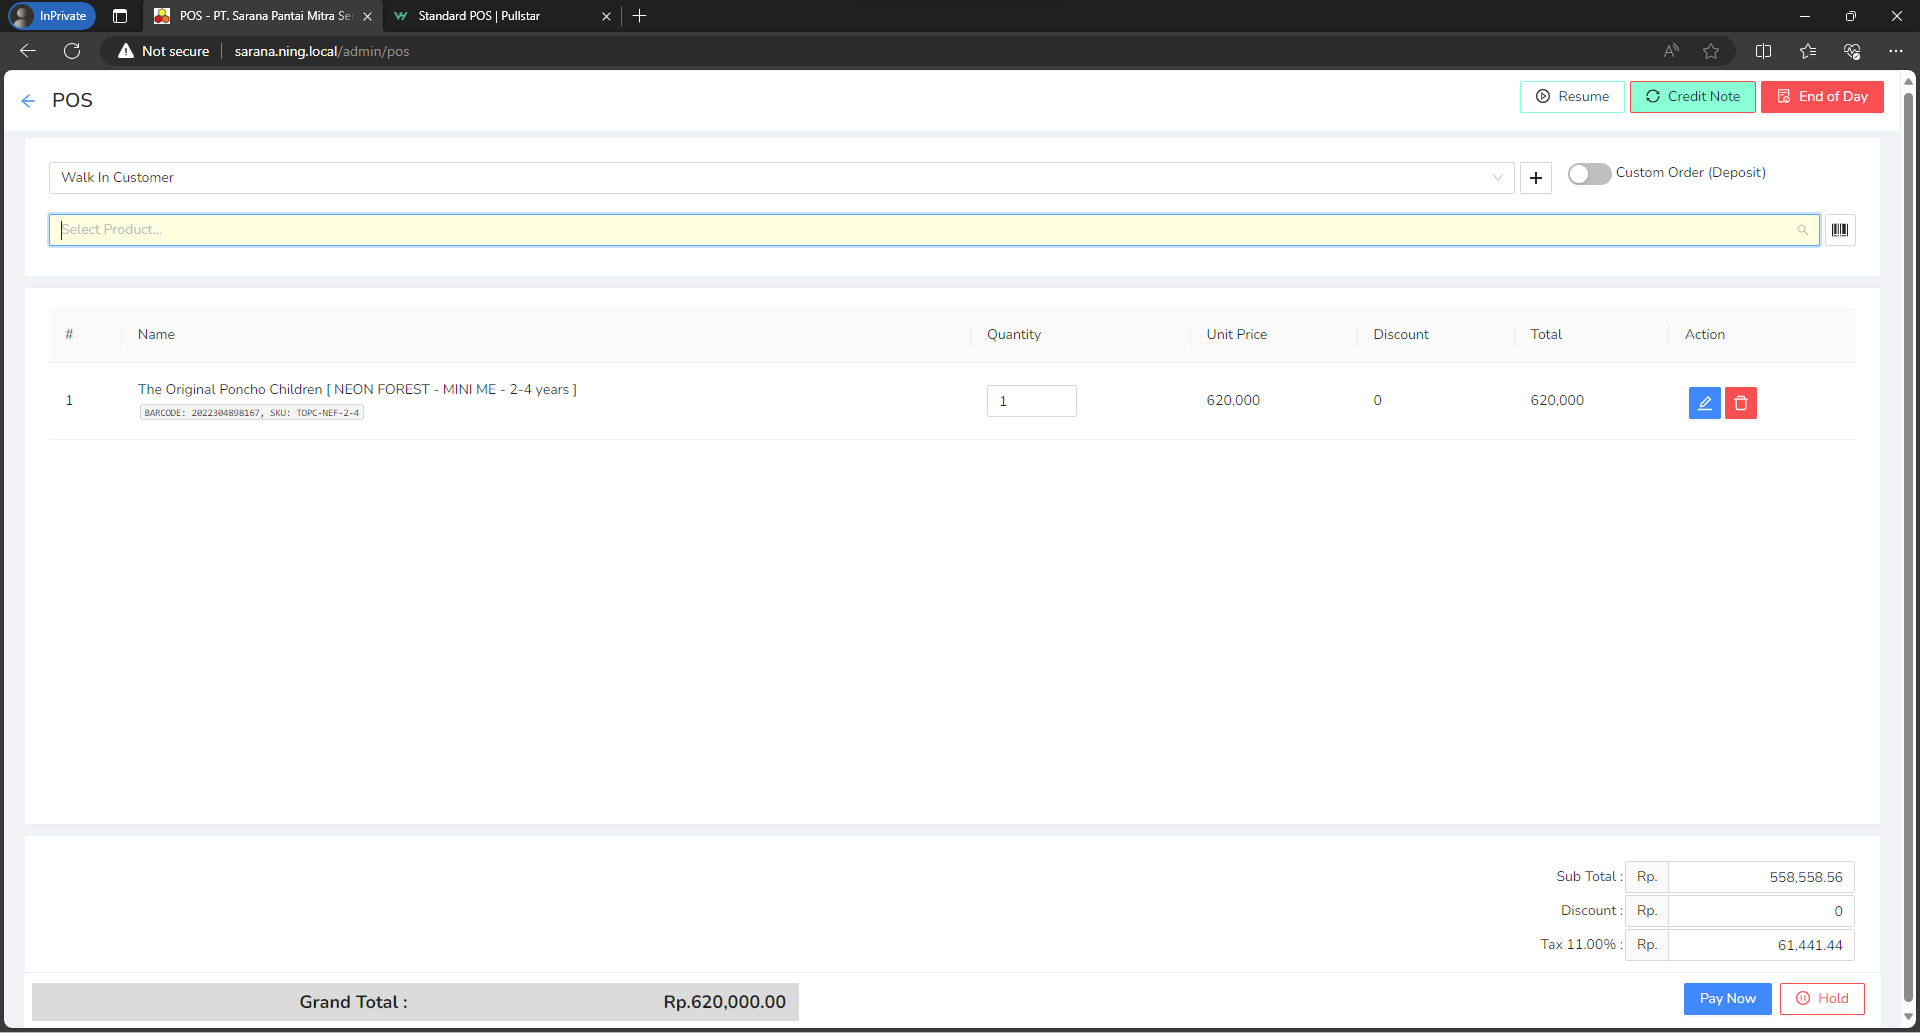 InPrivate
POS - PT. Sarana Pantai Mitra Se
Standard POS | Pullstar
Not secure
sarana.ning.local/admin/pos
POS
Resume
Credit Note
End of Day
Walk In Customer
Custom Order (Deposit)
Select Product...
# Name Quantity Unit Price Discount Total Action
The Original Poncho Children [ NEON FOREST - MINI ME - 2-4 years ]
1 1 620,000 0 620,000
BARCODE: 2022304898167, SKU: TOPC-NEF-2-4
Sub Total : Rp. 558,558.56
Discount : Rp. 0
Tax 11.00% : Rp. 61,441.44
Grand Total : Rp.620,000.00
Pay Now
Hold